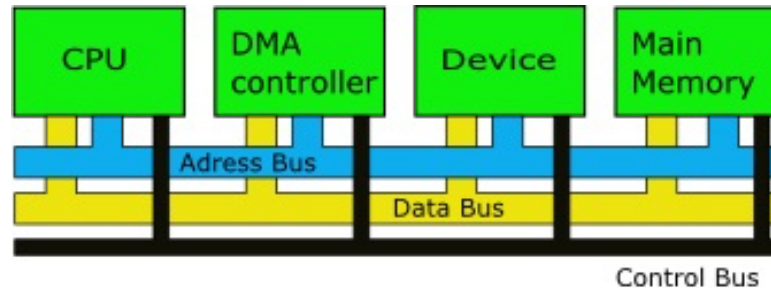 CPU
DMA
controller
Device
Main
Memory
Adress Bus
Data Bus
Control Bus